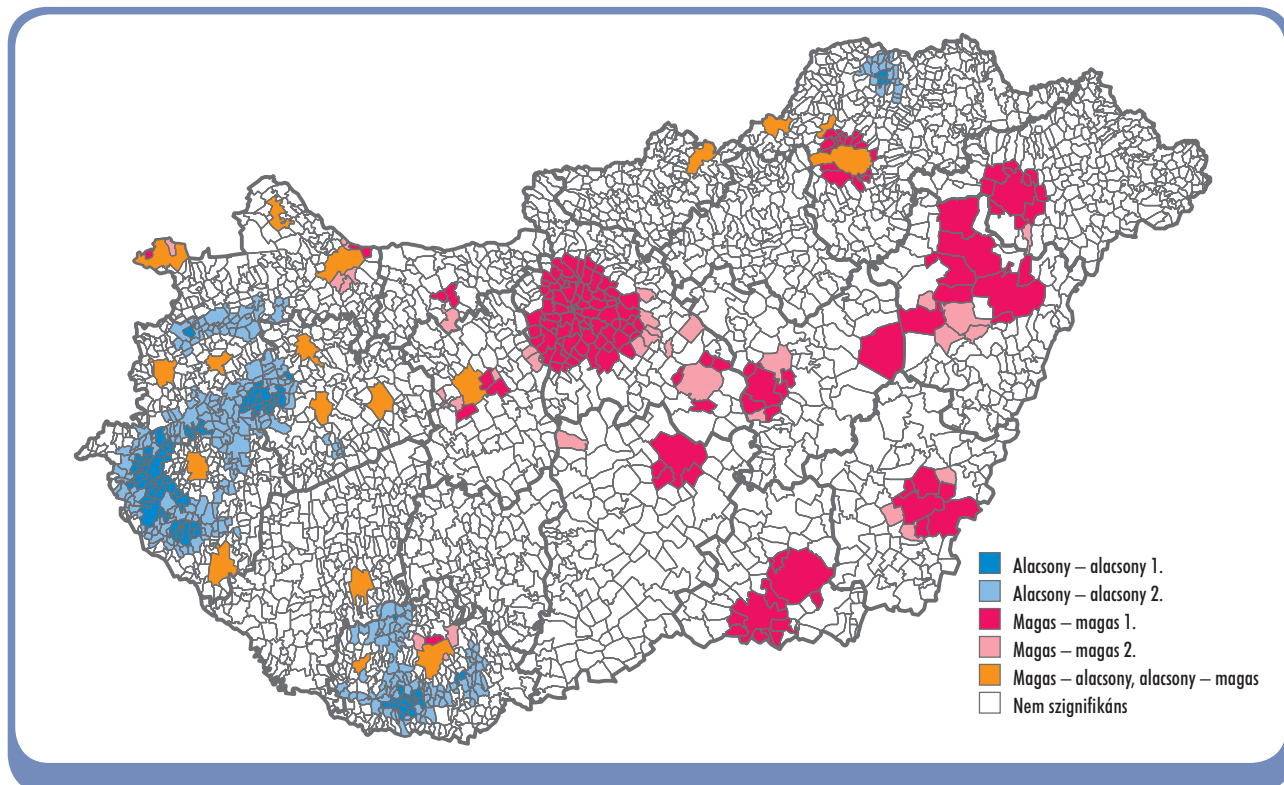 Alacsony – alacsony 1.
Alacsony – alacsony 2.
Magas – magas 1.
Magas – magas 2.
Magas – alacsony, alacsony – magas
Nem szignifikáns